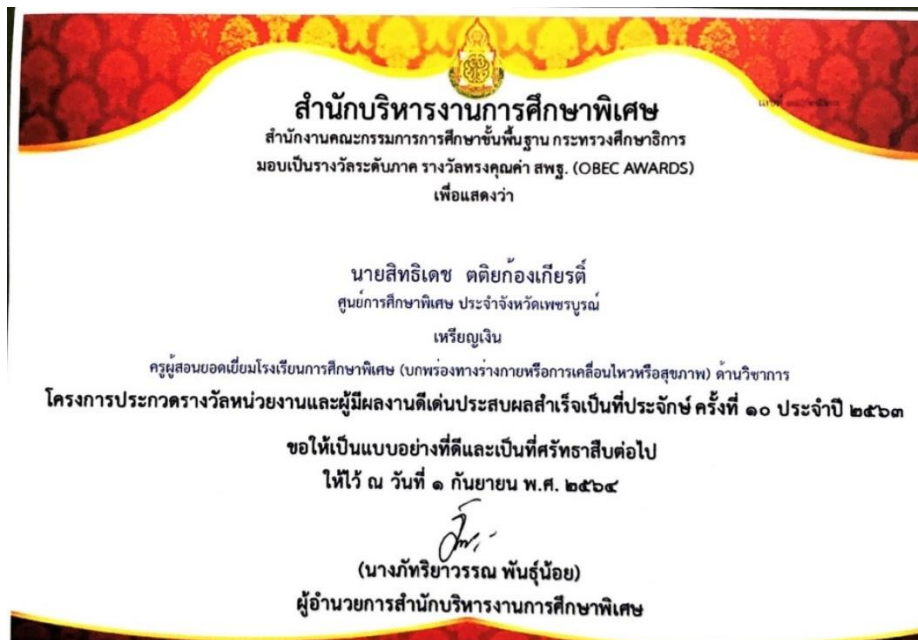 สำนักบริหารงานการศึกษาพิเศษ
เลขที่
สำนักงานคณะกรรมการการศึกษาขั้นพื้นฐาน กระทรวงศึกษาธิการ
มอบเป็นรางวัลระดับภาค รางวัลทรงคุณค่า สพฐ. (OBEC AWARDS)
เพื่อแสดงว่า
นายสิทธิเดช ตติยก้องเกียรติ์
ศูนย์การศึกษาพิเศษ ประจำจังหวัดเพชรบูรณ์
เหรียญเงิน
ครูผู้สอนยอดเยี่ยมโรงเรียนการศึกษาพิเศษ (บกพร่องทางร่างกายหรือการเคลื่อนไหวหรือสุขภาพ) ด้านวิชาการ
โครงการประกวดรางวัลหน่วยงานและผู้มีผลงานดีเด่นประสบผลสำเร็จเป็นที่ประจักษ์ ครั้งที่ ๑๐ ประจำปี ๒๕๖๓
ขอให้เป็นแบบอย่างที่ดีและเป็นที่ศรัทธาสืบต่อไป
ให้ไว้ ณ วันที่ ๑ กันยายน พ.ศ. ๒๕๖๔
(นางภัทริยาวรรณ พันธุ์น้อย)
ผู้อำนวยการสำนักบริหารงานการศึกษาพิเศษ